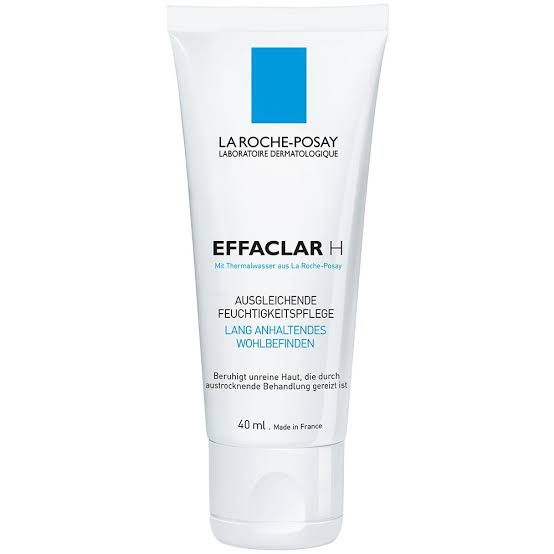 LA ROCHE-POSAY
LABORATOIRE DERMATOLOGIQUE
EFFACLAR H
Mit Thermalwasser aus La Roche-Posay
AUSGLEICHENDE
FEUCHTIGKEITSPFLEGE
LANG ANHALTENDES
WOHLBEFINDEN
Beruhigt unreine Haut, die durch
austrocknende Behandlung gereizt ist
40 ml . Made in France